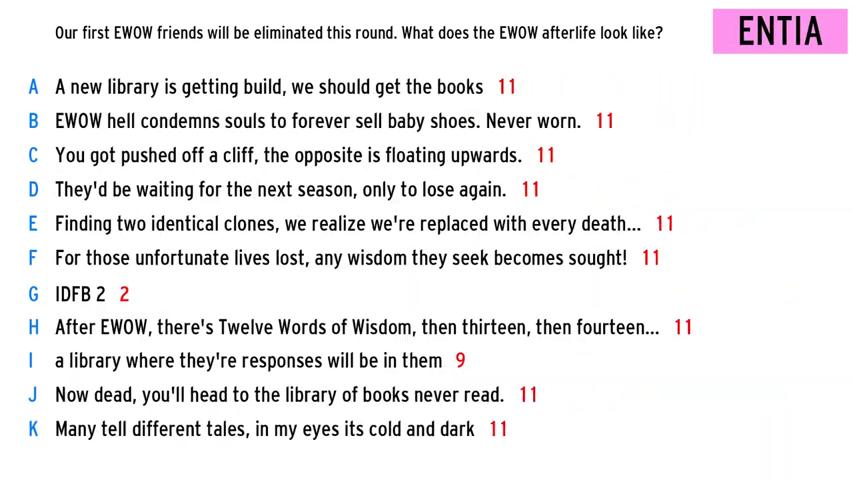 Our first EWOW friends will be eliminated this round. What does the EWOW afterlife look like?
ENTIA
A A new library is getting build, we should get the books 11
B EWOW hell condemns souls to forever sell baby shoes. Never worn. 11
C You got pushed off a cliff, the opposite is floating upwards. 11
D They'd be waiting for the next season, only to lose again. 11
E Finding two identical clones, we realize we're replaced with every death... 11
F For those unfortunate lives lost, any wisdom they seek becomes sought! 11
G IDFB 2 2
H After EWOW, there's Twelve Words of Wisdom, then thirteen, then fourteen... 11
I a library where they're responses will be in them 9
J Now dead, you'll head to the library of books never read. 11
K Many tell different tales, in my eyes its cold and dark 11